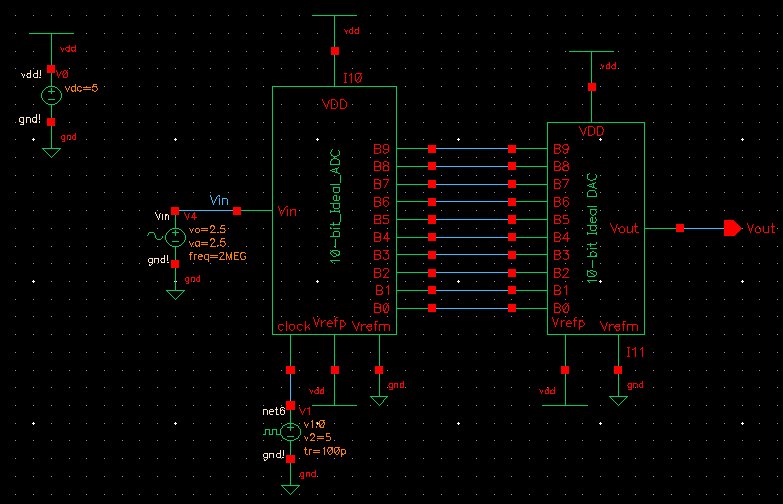 vdd
vdd! V0
vdc=5
gnd!
gnd
vdd
I10
VDD
10-bit_Ideal_ADC
B9
B8
B7
B6
B5
B4
B3
B2
B1
B0
Vin
Vin
Vin V4
vo=2.5
va=2.5
freq=2MEG
gnd!
gnd
clock Vrefp Vrefm
vdd
gnd
net6 V1
v1:0
v2=5
tr=100p
gnd!
gnd
vdd
VDD
10-bit Ideal DAC
B9
B8
B7
B6
B5
B4
B3
B2
B1
B0
Vout
Vout
Vrefp Vrefm
I11
vdd
gnd